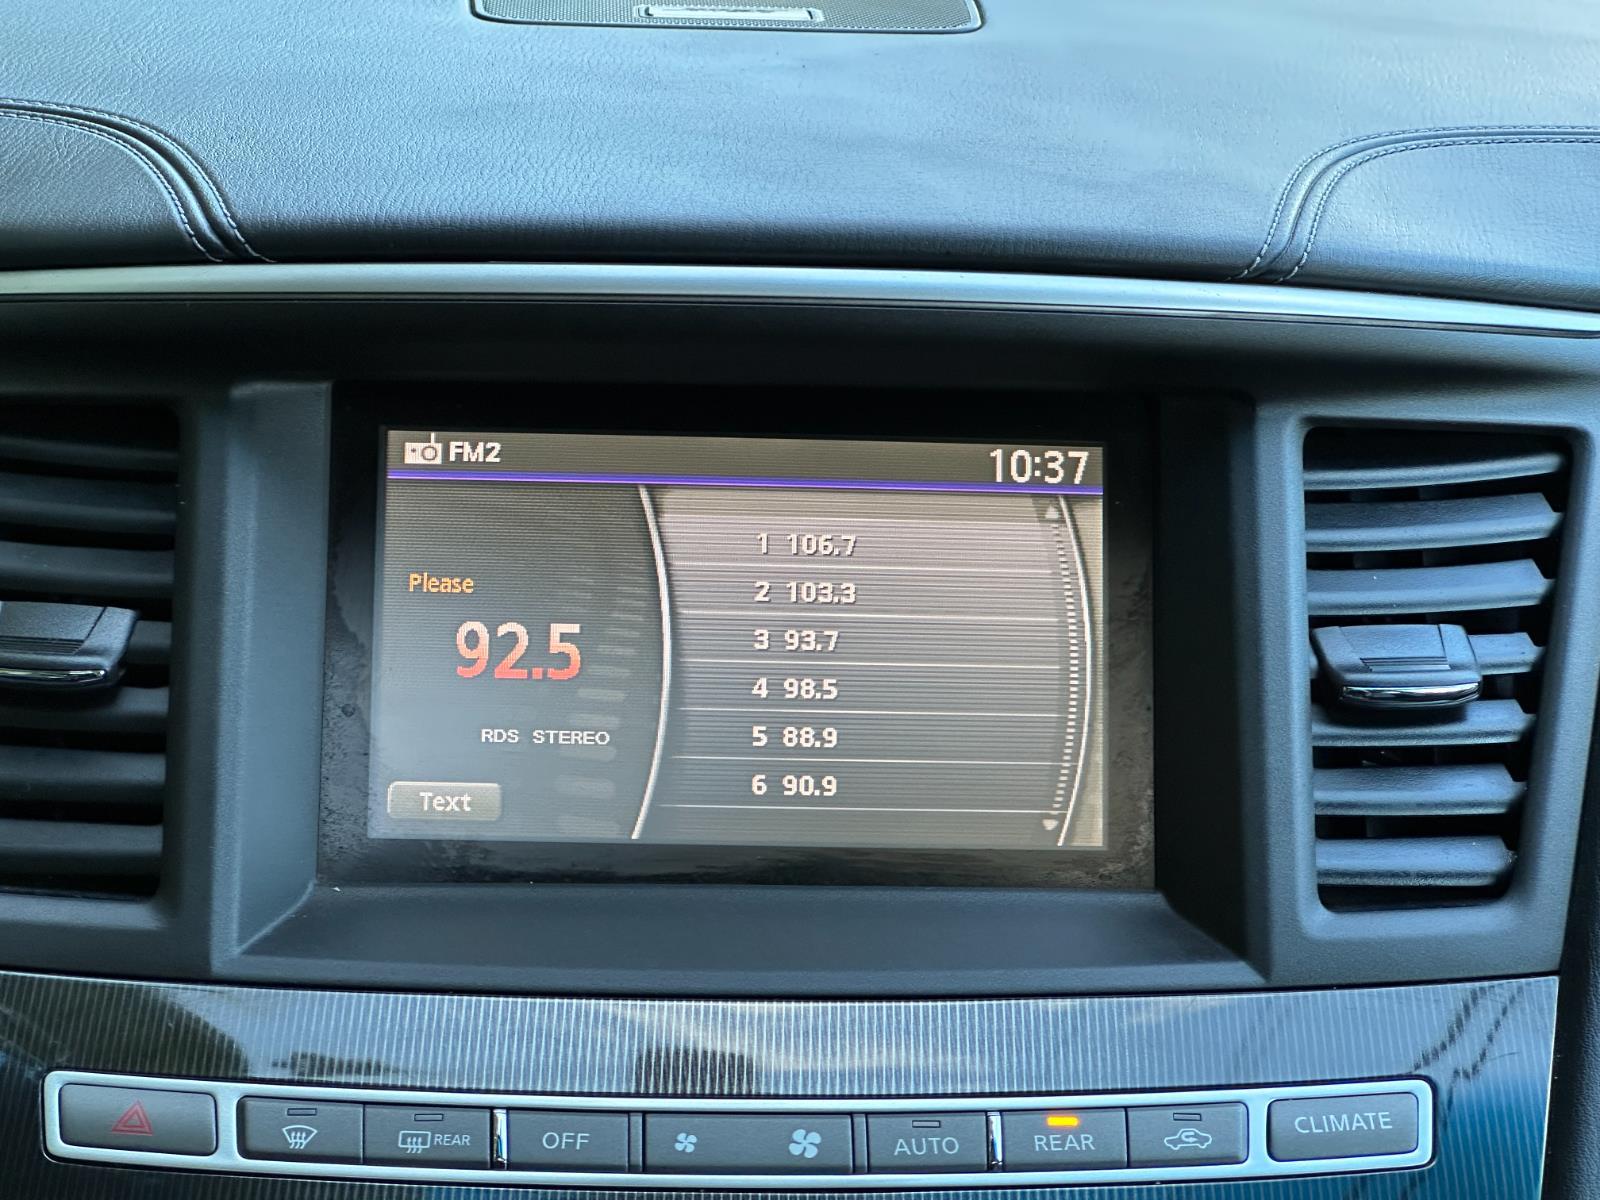 FM2
10:37
Please
92.5
RDS STEREO
Text
1 106.7
2 103.3
3 93.7
4 98.5
5 88.9
6 90.9
REAR
OFF
AUTO
REAR
CLIMATE